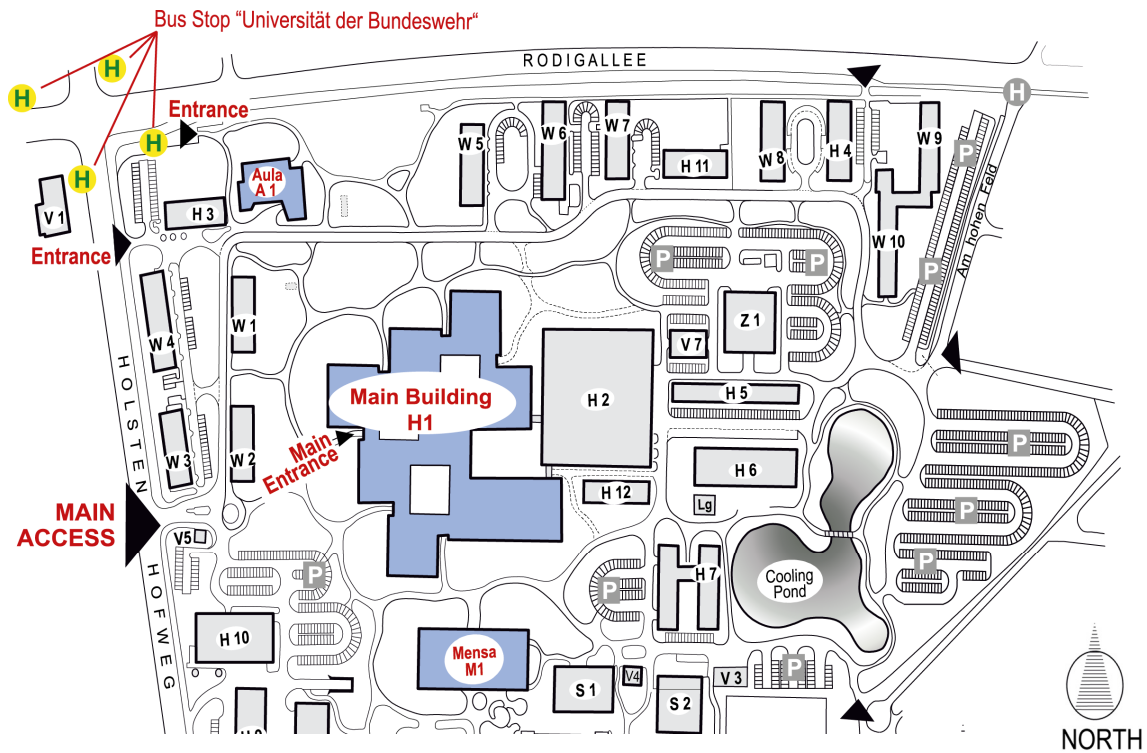 Bus Stop “Universität der Bundeswehr“
RODIGALLEE
H
H
H
H
H
Entrance
W 5
W 6
W 7
H 11
W 8
H 4
W 9
P
Am hohen Feld
Aula
A 1
V 1
H 3
Entrance
W 10
P
P
P
W 4
W 1
Z 1
V 7
HOLSTEN
H 5
Main Building
H1
H 2
Main
Entrance
W 3
W 2
P
H 6
H 12
Lg
MAIN
ACCESS
P
V5
HOFWEG
P
P
P
H 7
Cooling
Pond
H 10
Mensa
M1
P
V4
V 3
S 1
S 2
NORTH